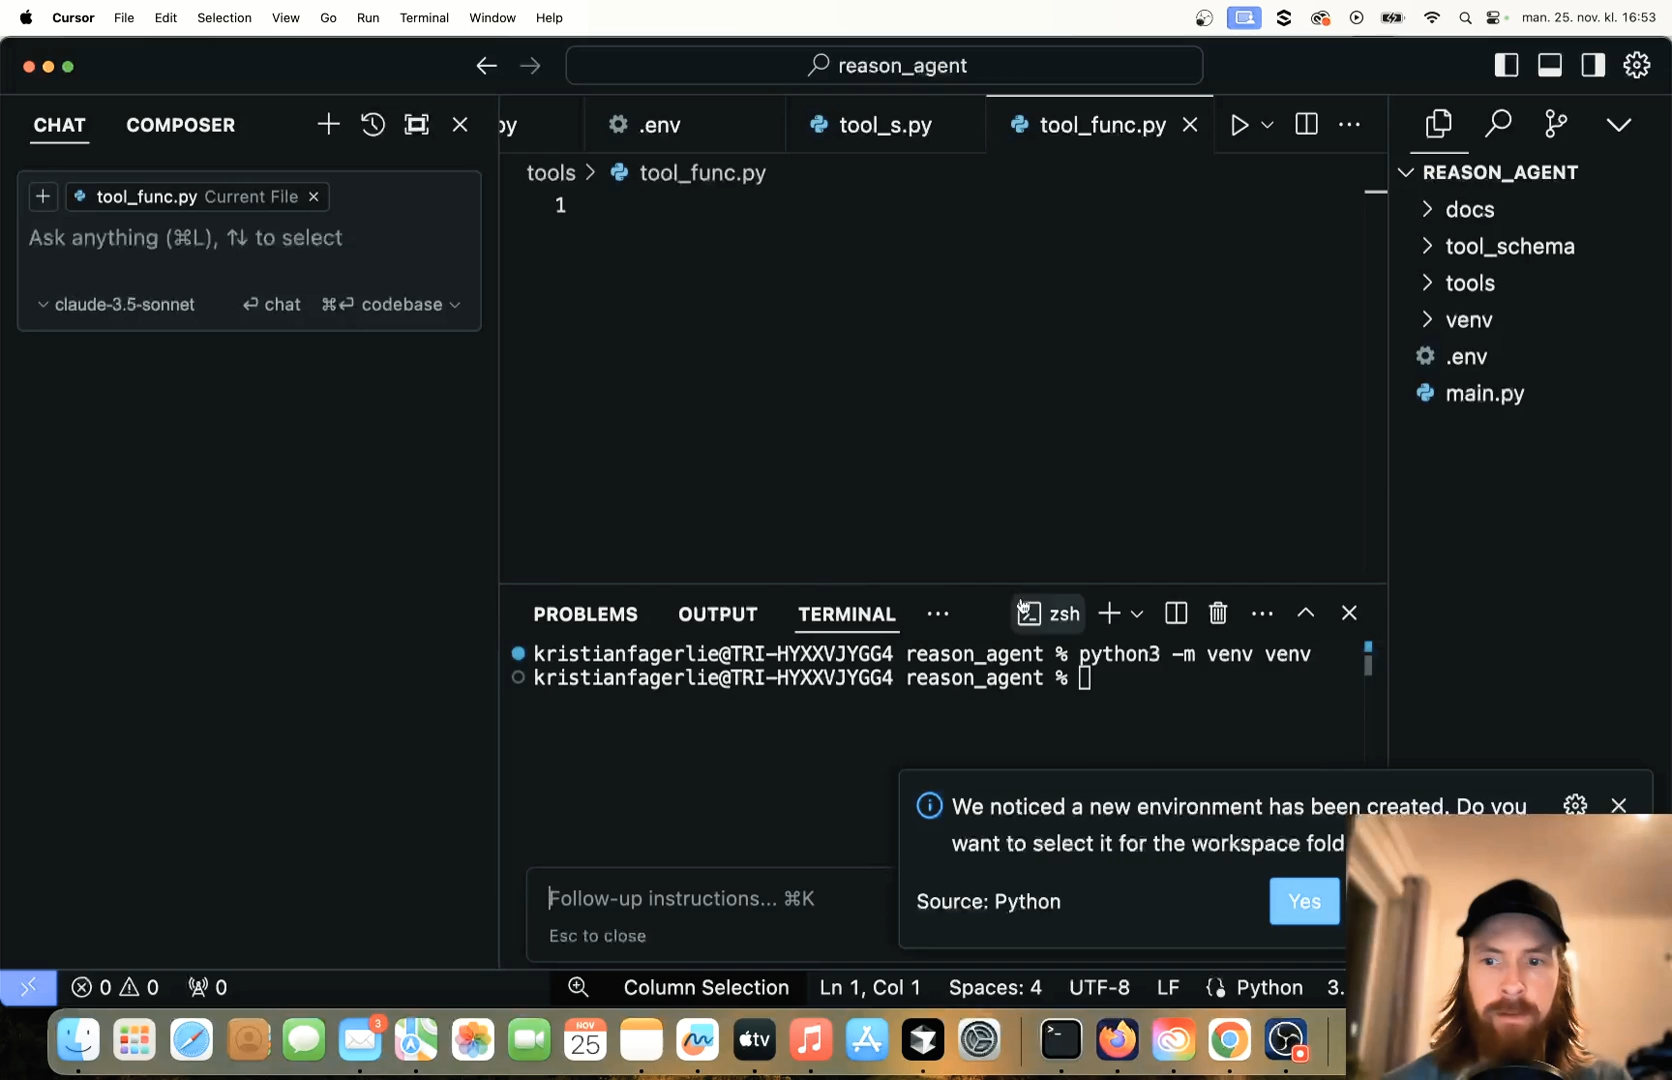 Cursor File Edit Selection View Go Run Terminal Window Help man. 25. nov. kl. 16:53
reason_agent
CHAT COMPOSER
py .env tool_s.py tool_func.py
tool_func.py Current File
Ask anything (⌘L), ↑↓ to select
claude-3.5-sonnet ⏎ chat ⌘⏎ codebase
tools > tool_func.py
1
REASON_AGENT
docs
tool_schema
tools
venv
.env
main.py
PROBLEMS OUTPUT TERMINAL ... zsh
kristianfagerlie@TRI-HYXXVJYGG4 reason_agent % python3 -m venv venv
kristianfagerlie@TRI-HYXXVJYGG4 reason_agent %
Follow-up instructions... ⌘K
Esc to close
We noticed a new environment has been created. Do you
want to select it for the workspace fold
Source: Python Yes
0 0 0 Column Selection Ln 1, Col 1 Spaces: 4 UTF-8 LF Python 3.
3
NOV
25
tv